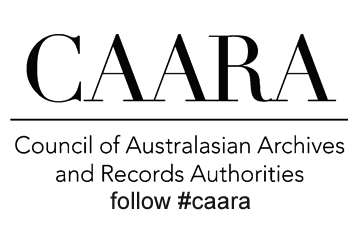 CAARA
Council of Australasian Archives
and Records Authorities
follow #caara